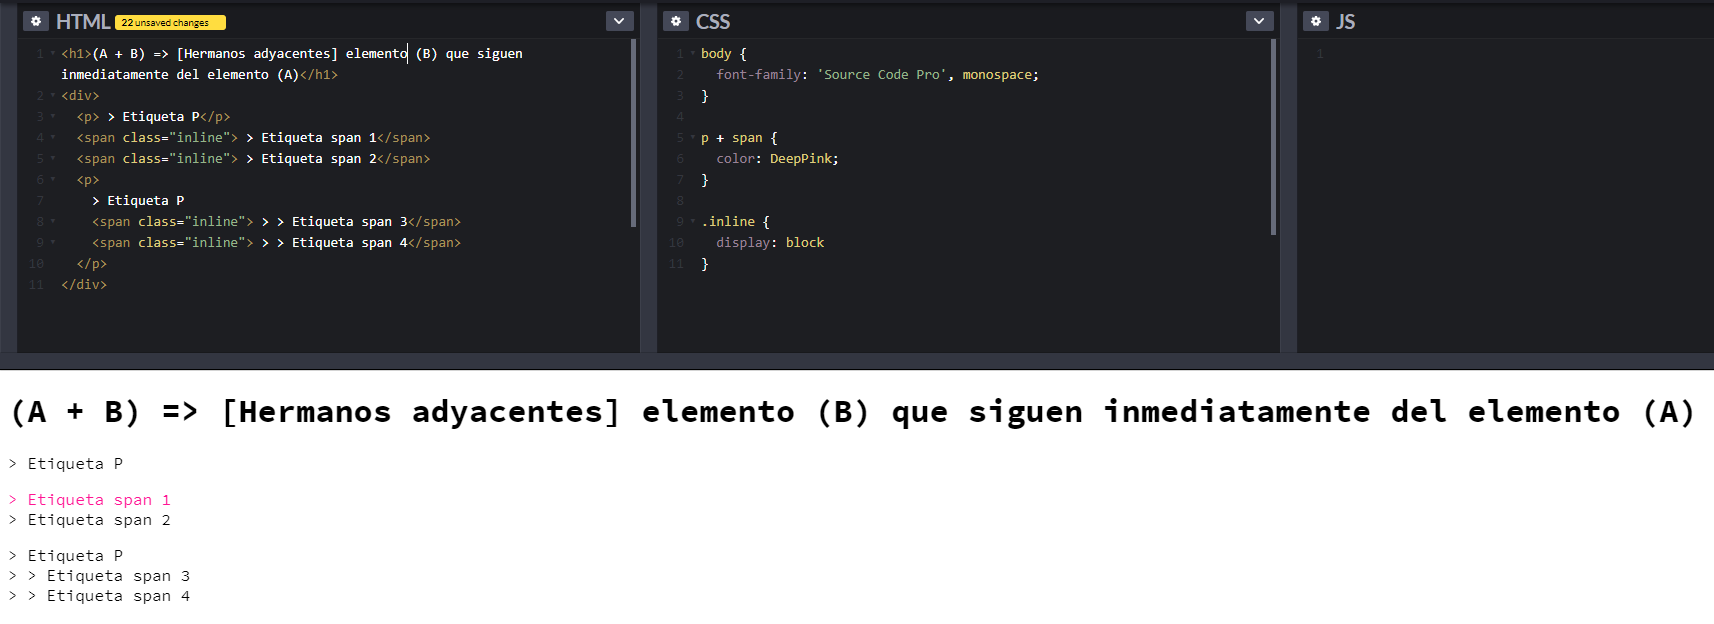 HTML 22 unsaved changes
1 <h1>(A + B) => [Hermanos adyacentes] elemento (B) que siguen
inmediatamente del elemento (A)</h1>
2 <div>
3 <p> > Etiqueta P</p>
4 <span class="inline"> > Etiqueta span 1</span>
5 <span class="inline"> > Etiqueta span 2</span>
6 <p>
7 > Etiqueta P
8 <span class="inline"> > > Etiqueta span 3</span>
9 <span class="inline"> > > Etiqueta span 4</span>
10 </p>
11 </div>
CSS
1 body {
2 font-family: 'Source Code Pro', monospace;
3 }
4
5 p + span {
6 color: DeepPink;
7 }
8
9 .inline {
10 display: block
11 }
JS
1
(A + B) => [Hermanos adyacentes] elemento (B) que siguen inmediatamente del elemento (A)
> Etiqueta P
> Etiqueta span 1
> Etiqueta span 2
> Etiqueta P
> > Etiqueta span 3
> > Etiqueta span 4